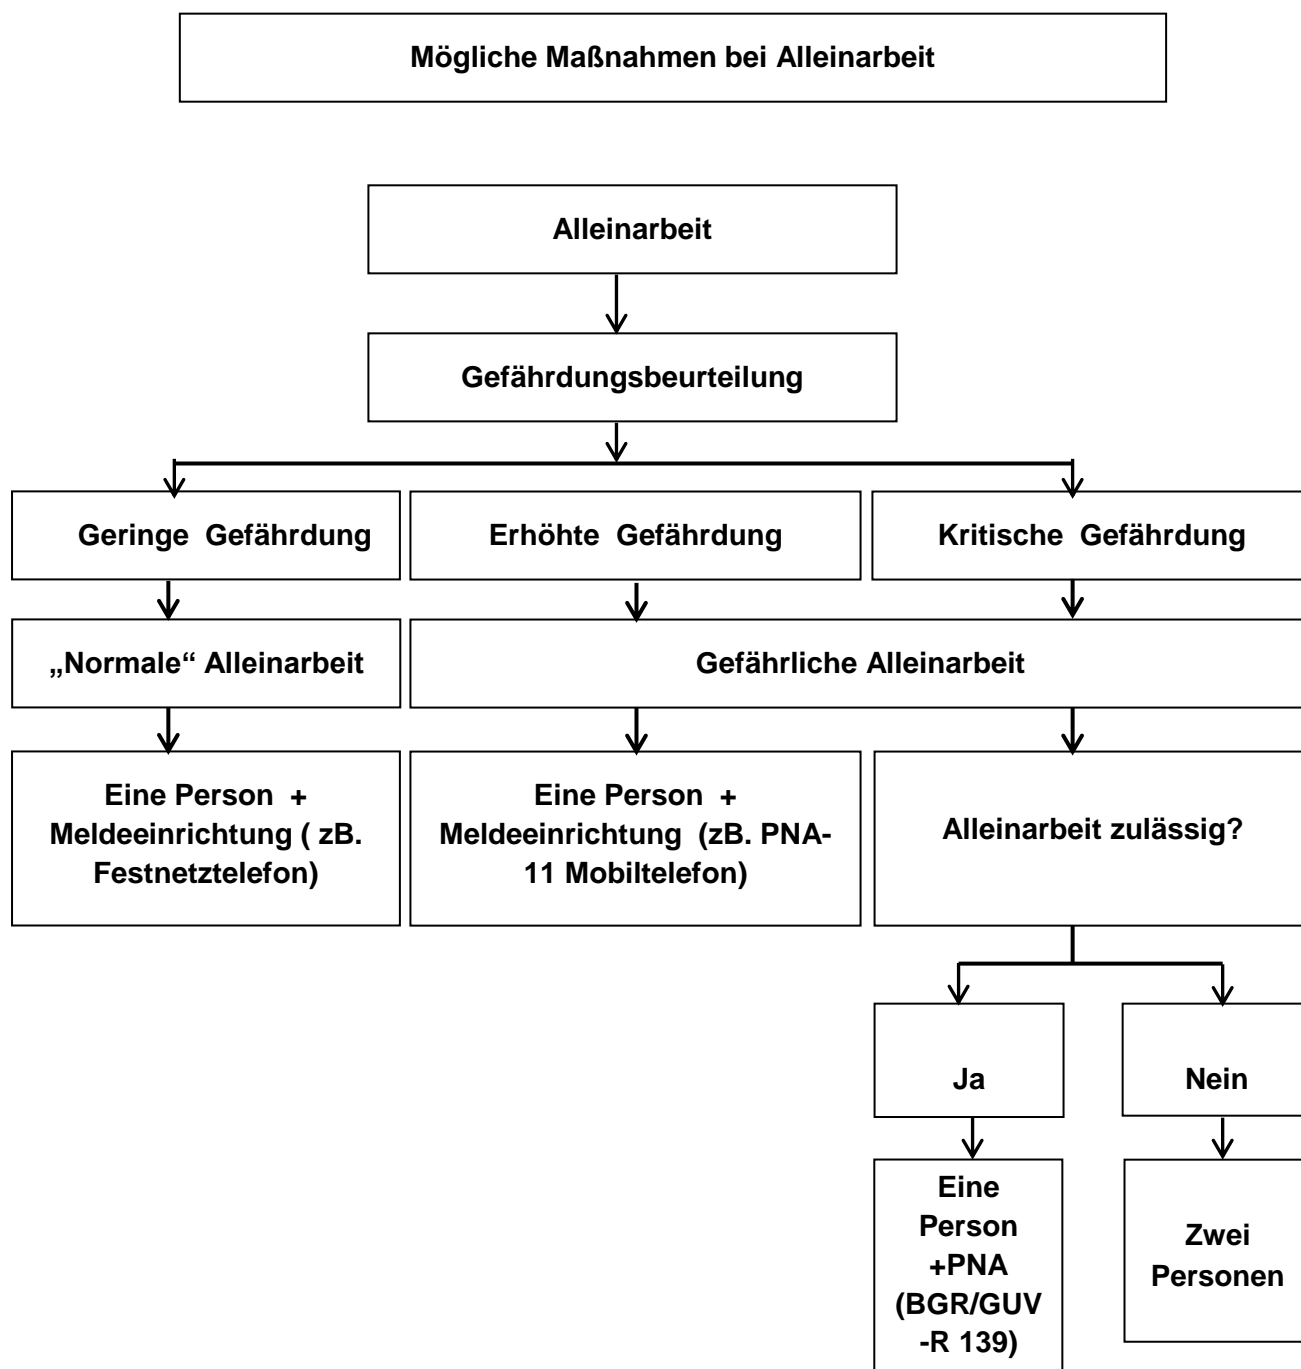 Mögliche Maßnahmen bei Alleinarbeit
Alleinarbeit
Gefährdungsbeurteilung
Geringe Gefährdung
Erhöhte Gefährdung
Kritische Gefährdung
„Normale“ Alleinarbeit
Gefährliche Alleinarbeit
Eine Person +
Meldeeinrichtung ( zB.
Festnetztelefon)
Eine Person +
Meldeeinrichtung (zB. PNA-
11 Mobiltelefon)
Alleinarbeit zulässig?
Ja
Nein
Eine
Person
+PNA
(BGR/GUV
-R 139)
Zwei
Personen